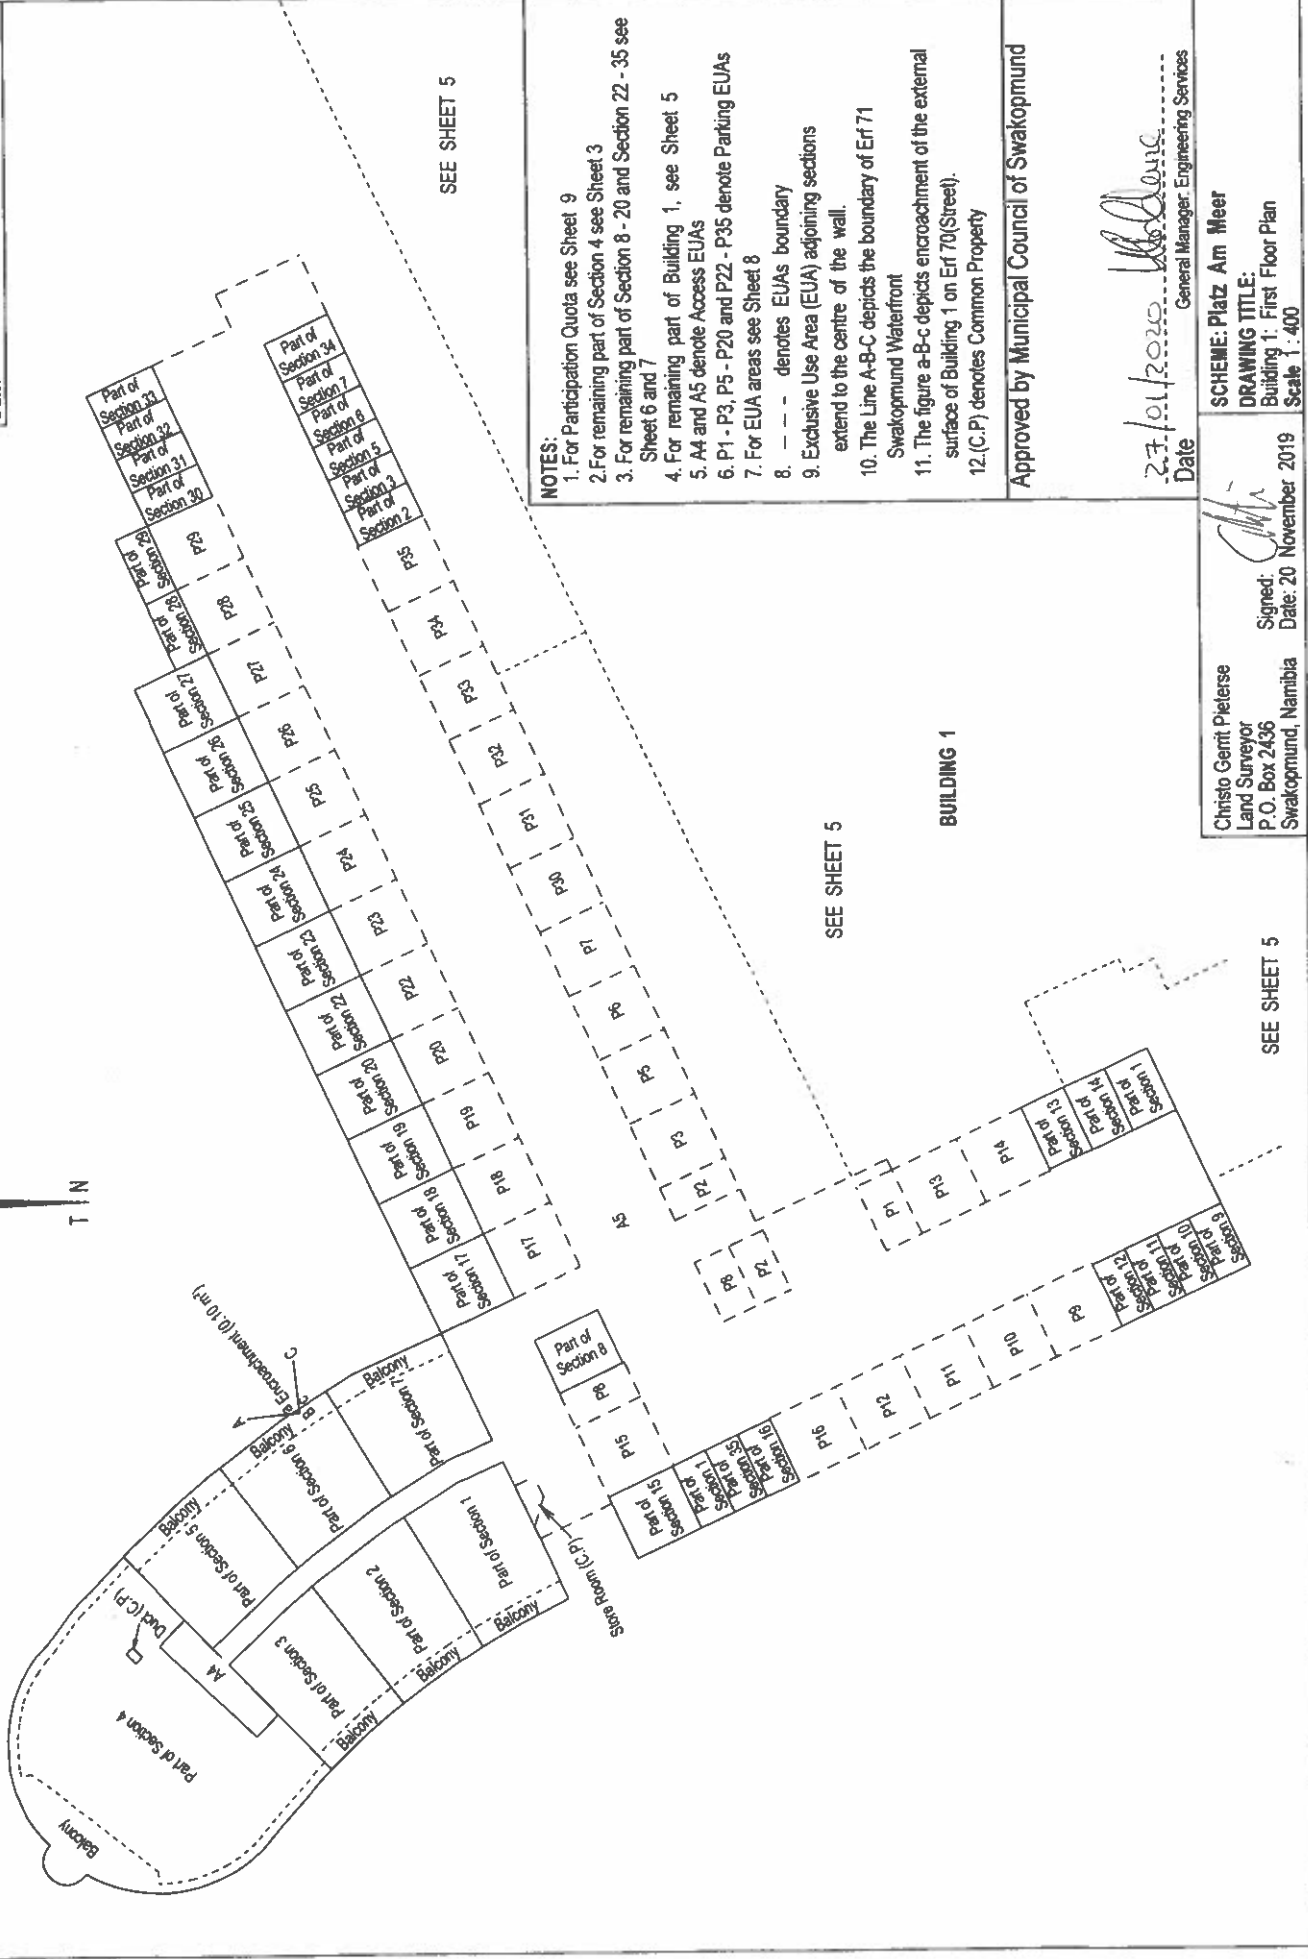 T N
SEE SHEET 5
Part of
Section 33
Part of
Section 32
Part of
Section 31
Part of
Section 30
Part of
Section 29
Part of
Section 28
Part of
Section 27
Part of
Section 26
Part of
Section 25
Part of
Section 24
Part of
Section 23
Part of
Section 22
Part of
Section 20
Part of
Section 19
Part of
Section 18
Part of
Section 17
P29
P28
P27
P26
P25
P24
P23
P22
P20
P19
P18
P17
Part of
Section 34
Part of
Section 7
Part of
Section 6
Part of
Section 5
Part of
Section 3
Part of
Section 2
P35
P34
P33
P32
P31
P30
P7
P6
P5
P3
P2
A5
P8
P2
A
a Encroachment (0.10 m²)
B
c
C
Balcony
Part of Section 7
Balcony
Part of Section 6
Balcony
Part of Section 5
Duct (C.P)
A4
Part of Section 4
Balcony
Part of Section 3
Balcony
Part of Section 2
Balcony
Part of Section 1
Balcony
Store Room (C.P)
Part of
Section 8
P8
P15
Part of
Section 15
Part of
Section 1
Part of
Section 35
Part of
Section 16
P16
P12
P11
P10
P9
Part of
Section 12
Part of
Section 11
Part of
Section 10
Part of
Section 9
P1
P13
P14
Part of
Section 13
Part of
Section 14
Part of
Section 1
SEE SHEET 5
BUILDING 1
SEE SHEET 5
NOTES:
1. For Participation Quota see Sheet 9
2.For remaining part of Section 4 see Sheet 3
3. For remaining part of Section 8 - 20 and Section 22 - 35 see
Sheet 6 and 7
4. For remaining part of Building 1, see Sheet 5
5. A4 and A5 denote Access EUAs
6. P1 - P3, P5 - P20 and P22 - P35 denote Parking EUAs
7. For EUA areas see Sheet 8
8. - - - denotes EUAs boundary
9. Exclusive Use Area (EUA) adjoining sections
extend to the centre of the wall.
10. The Line A-B-C depicts the boundary of Erf 71
Swakopmund Waterfront
11. The figure a-B-c depicts encroachment of the external
surface of Building 1 on Erf 70(Street).
12.(C.P) denotes Common Property
Approved by Municipal Council of Swakopmund
27/01/2020
Date
General Manager: Engineering Services
Christo Gerrit Pieterse
Land Surveyor
P.O. Box 2436
Swakopmund, Namibia
Signed:
Date: 20 November 2019
SCHEME: Platz Am Meer
DRAWING TITLE:
Building 1: First Floor Plan
Scale 1 : 400